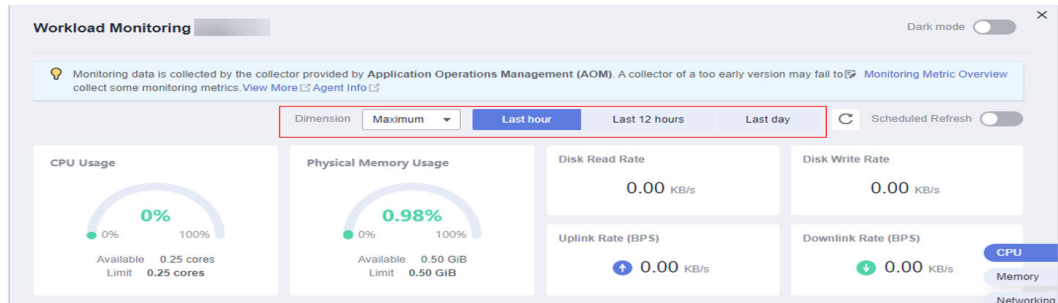 Workload Monitoring
Dark mode
Monitoring data is collected by the collector provided by Application Operations Management (AOM). A collector of a too early version may fail to
collect some monitoring metrics.View More Agent Info
Monitoring Metric Overview
Dimension Maximum Last hour Last 12 hours Last day Scheduled Refresh
CPU Usage
0%
0% 100%
Available 0.25 cores
Limit 0.25 cores
Physical Memory Usage
0.98%
0% 100%
Available 0.50 GiB
Limit 0.50 GiB
Disk Read Rate
0.00 KB/s
Disk Write Rate
0.00 KB/s
Uplink Rate (BPS)
0.00 KB/s
Downlink Rate (BPS)
0.00 KB/s
CPU
Memory
Networking